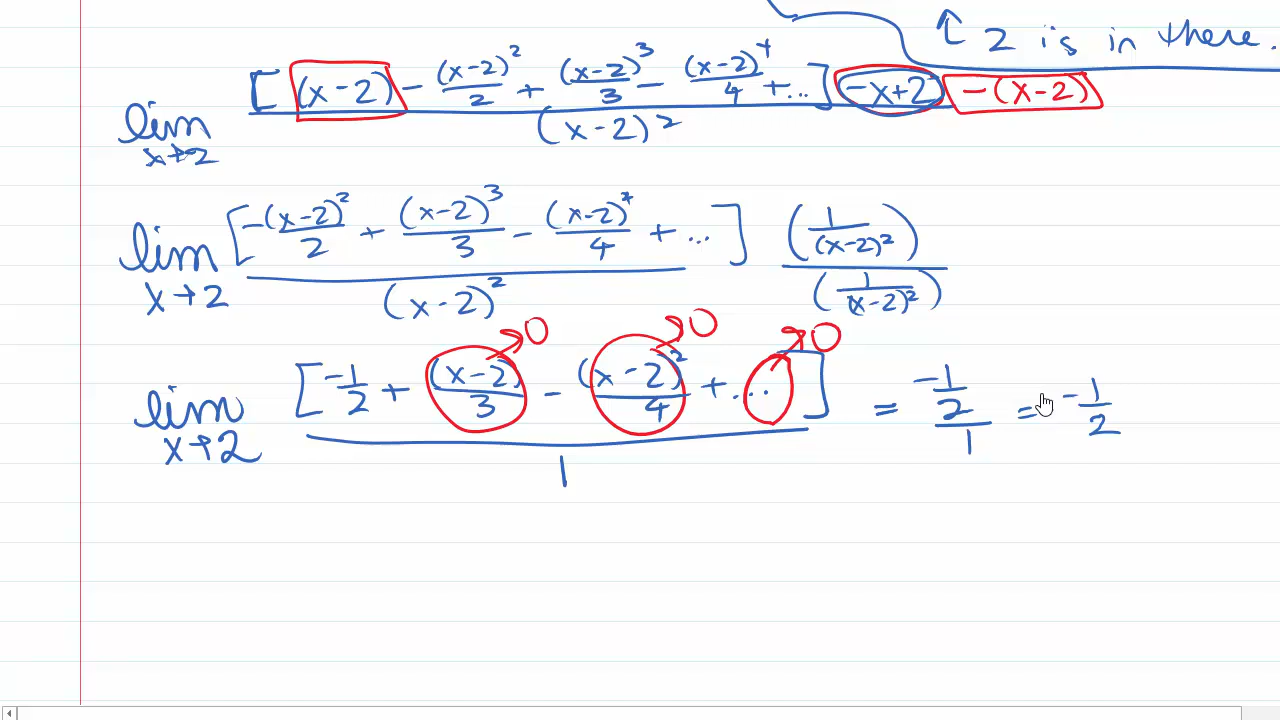 ↑ 2 is in there.
lim x→2 [(x-2) - (x-2)²/2 + (x-2)³/3 - (x-2)⁴/4 + ...] -x+2 -(x-2) / (x-2)²
lim x→2 [-(x-2)²/2 + (x-2)³/3 - (x-2)⁴/4 + ...] / (x-2)² (1/(x-2)²) / (1/(x-2)²)
→0 →0 →0
lim x→2 [-1/2 + (x-2)/3 - (x-2)²/4 + ...] / 1 = (-1/2)/1 = -1/2